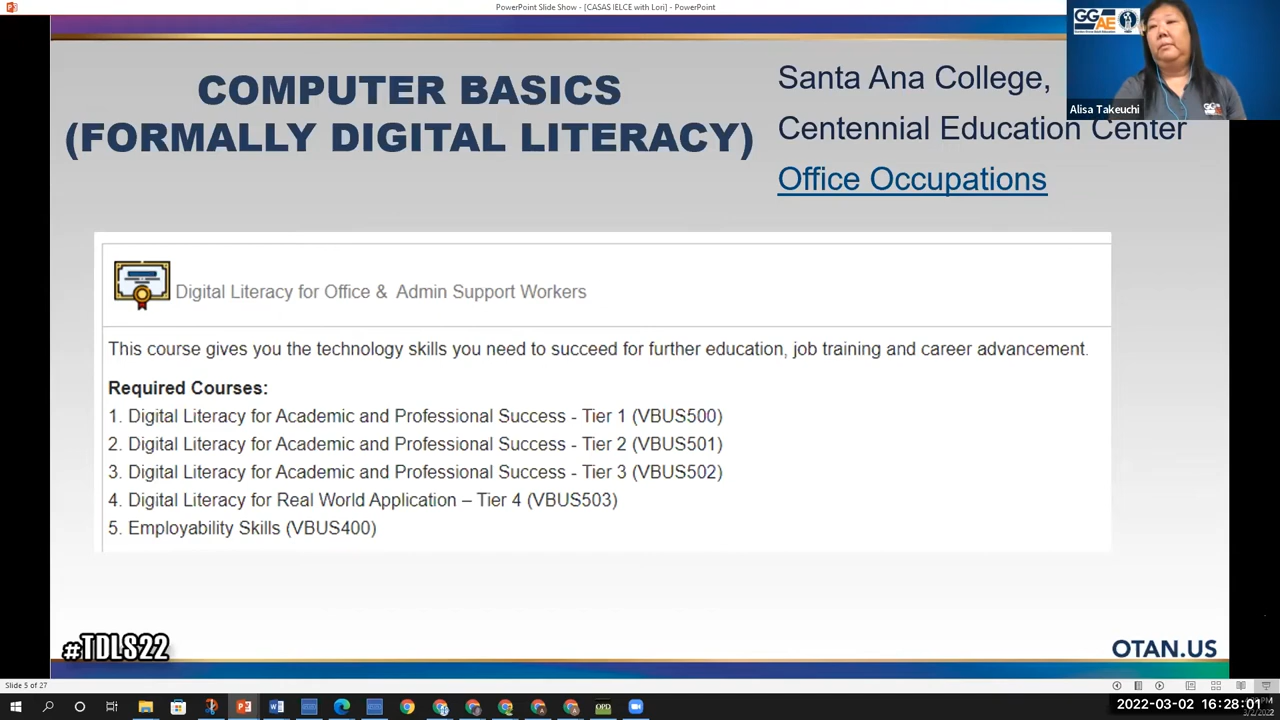 PowerPoint Slide Show - [CASAS IELCE with Lori] - PowerPoint
GG
AE
Alisa Takeuchi
COMPUTER BASICS
(FORMALLY DIGITAL LITERACY)
Santa Ana College,
Centennial Education Center
Office Occupations
Digital Literacy for Office & Admin Support Workers
This course gives you the technology skills you need to succeed for further education, job training and career advancement.
Required Courses:
1. Digital Literacy for Academic and Professional Success - Tier 1 (VBUS500)
2. Digital Literacy for Academic and Professional Success - Tier 2 (VBUS501)
3. Digital Literacy for Academic and Professional Success - Tier 3 (VBUS502)
4. Digital Literacy for Real World Application – Tier 4 (VBUS503)
5. Employability Skills (VBUS400)
#TDLS22
OTAN.US
Slide 5 of 27
2022-03-02 16:28:01